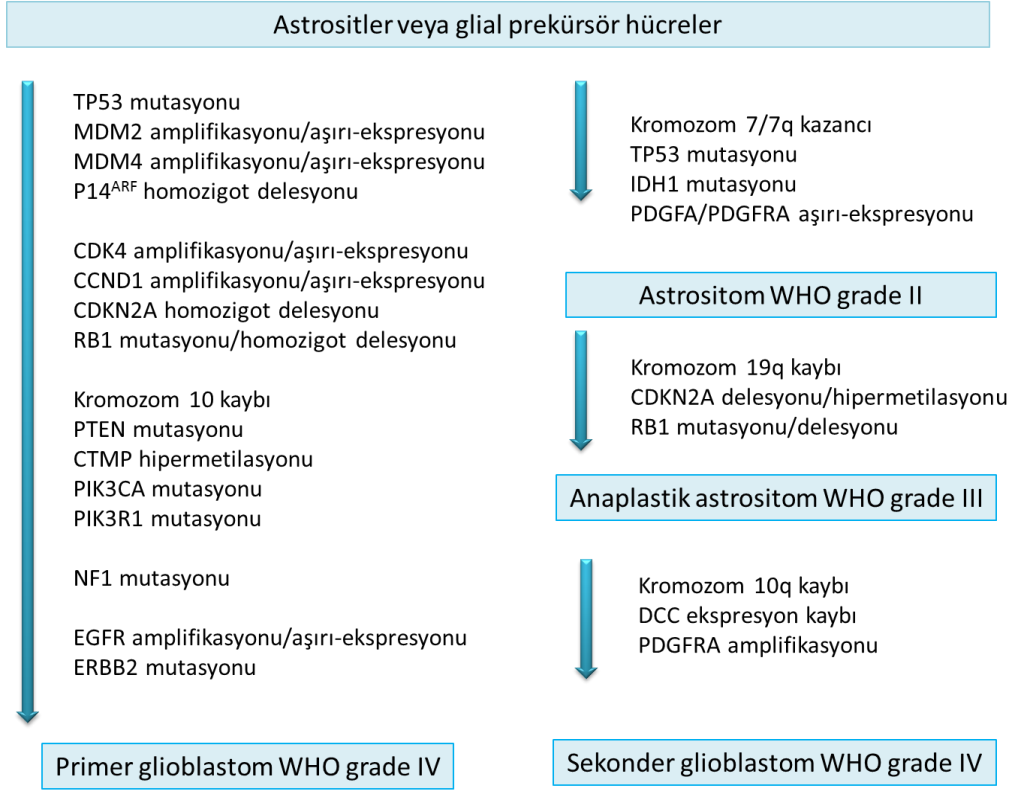 Astrositler veya glial prekürsör hücreler
TP53 mutasyonu
MDM2 amplifikasyonu/aşırı-ekspresyonu
MDM4 amplifikasyonu/aşırı-ekspresyonu
P14ARF homozigot delesyonu
CDK4 amplifikasyonu/aşırı-ekspresyonu
CCND1 amplifikasyonu/aşırı-ekspresyonu
CDKN2A homozigot delesyonu
RB1 mutasyonu/homozigot delesyonu
Kromozom 10 kaybı
PTEN mutasyonu
CTMP hipermetilasyonu
PIK3CA mutasyonu
PIK3R1 mutasyonu
NF1 mutasyonu
EGFR amplifikasyonu/aşırı-ekspresyonu
ERBB2 mutasyonu
Primer glioblastom WHO grade IV
Kromozom 7/7q kazancı
TP53 mutasyonu
IDH1 mutasyonu
PDGFA/PDGFRA aşırı-ekspresyonu
Astrositom WHO grade II
Kromozom 19q kaybı
CDKN2A delesyonu/hipermetilasyonu
RB1 mutasyonu/delesyonu
Anaplastik astrositom WHO grade III
Kromozom 10q kaybı
DCC ekspresyon kaybı
PDGFRA amplifikasyonu
Sekonder glioblastom WHO grade IV